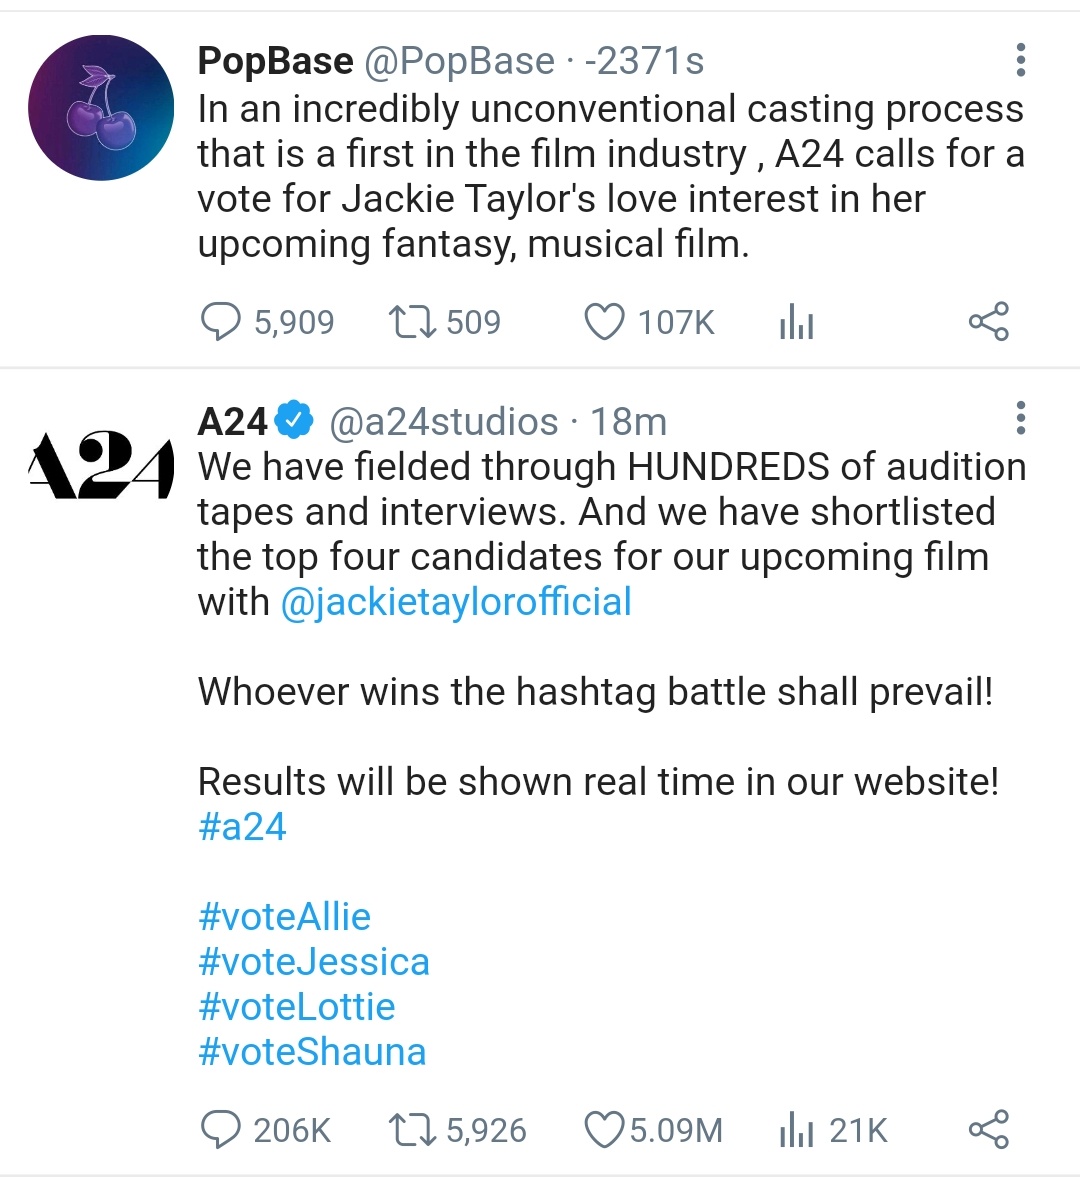 PopBase @PopBase · -2371s
In an incredibly unconventional casting process
that is a first in the film industry , A24 calls for a
vote for Jackie Taylor's love interest in her
upcoming fantasy, musical film.
5,909 509 107K
A24
A24 @a24studios · 18m
We have fielded through HUNDREDS of audition
tapes and interviews. And we have shortlisted
the top four candidates for our upcoming film
with @jackietaylorofficial
Whoever wins the hashtag battle shall prevail!
Results will be shown real time in our website!
#a24
#voteAllie
#voteJessica
#voteLottie
#voteShauna
206K 5,926 5.09M 21K